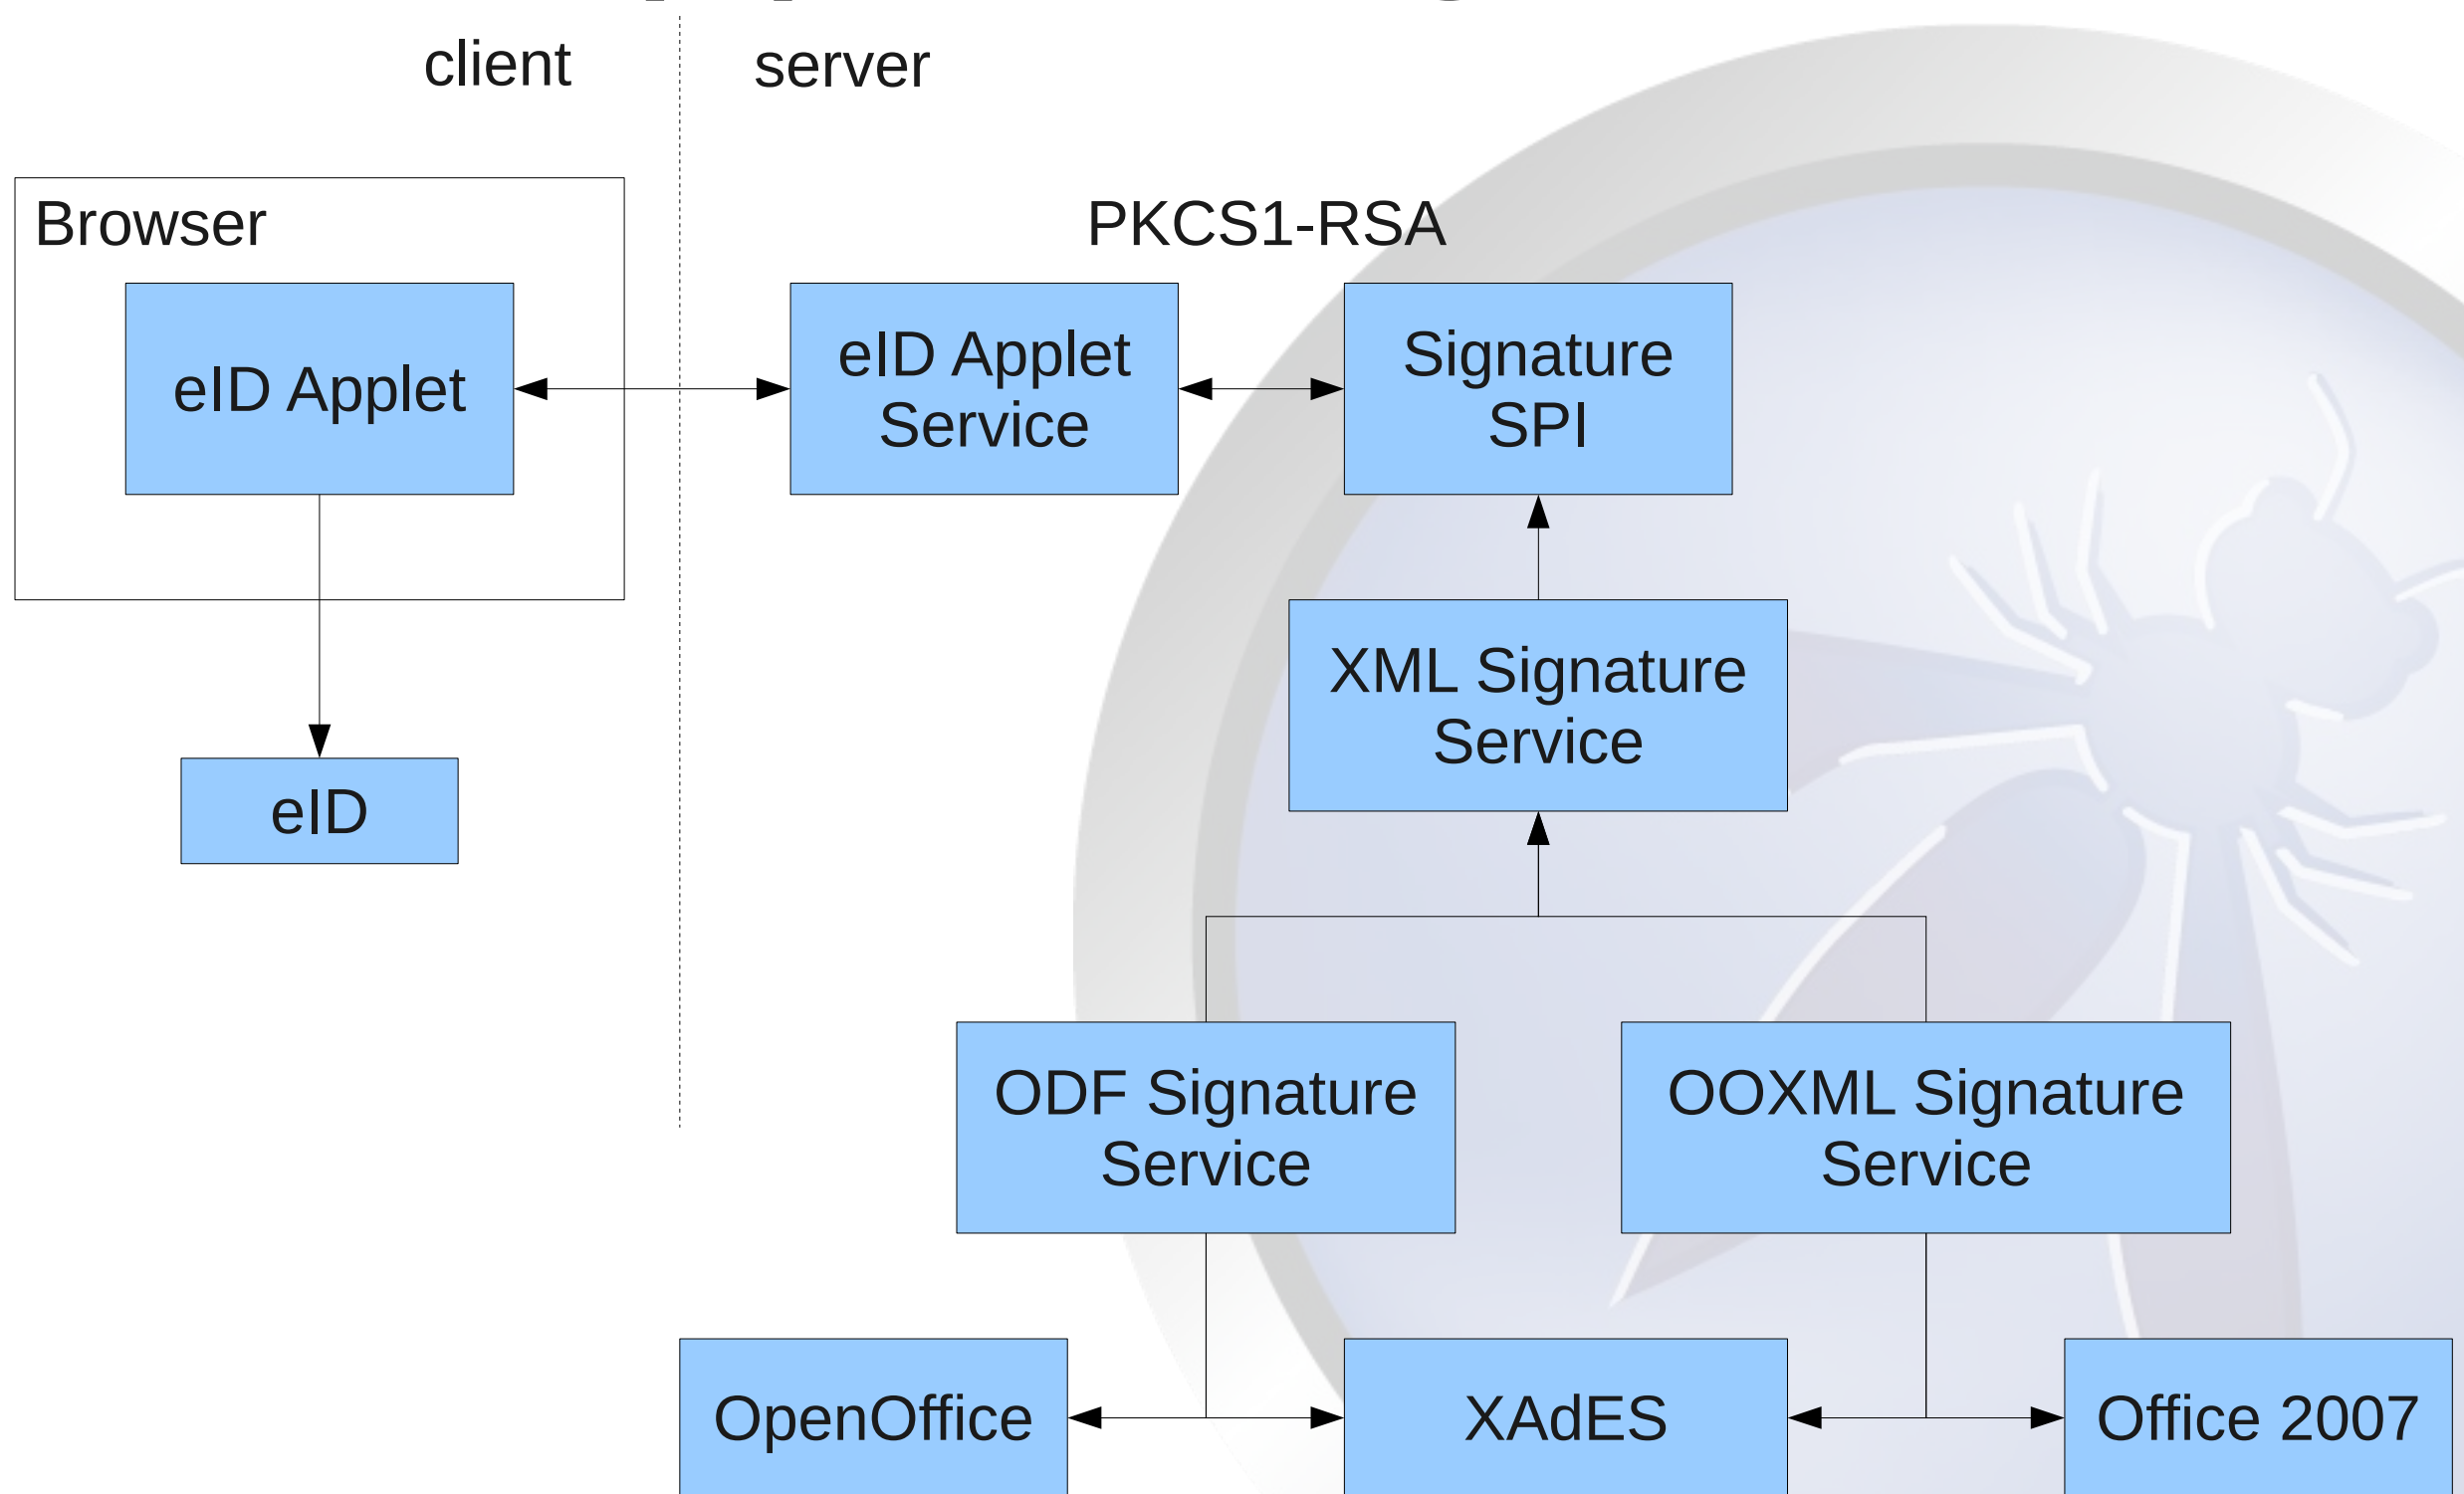 client
server
Browser
PKCS1-RSA
eID Applet
eID Applet
Service
Signature
SPI
XML Signature
Service
eID
ODF Signature
Service
OOXML Signature
Service
OpenOffice
XAdES
Office 2007